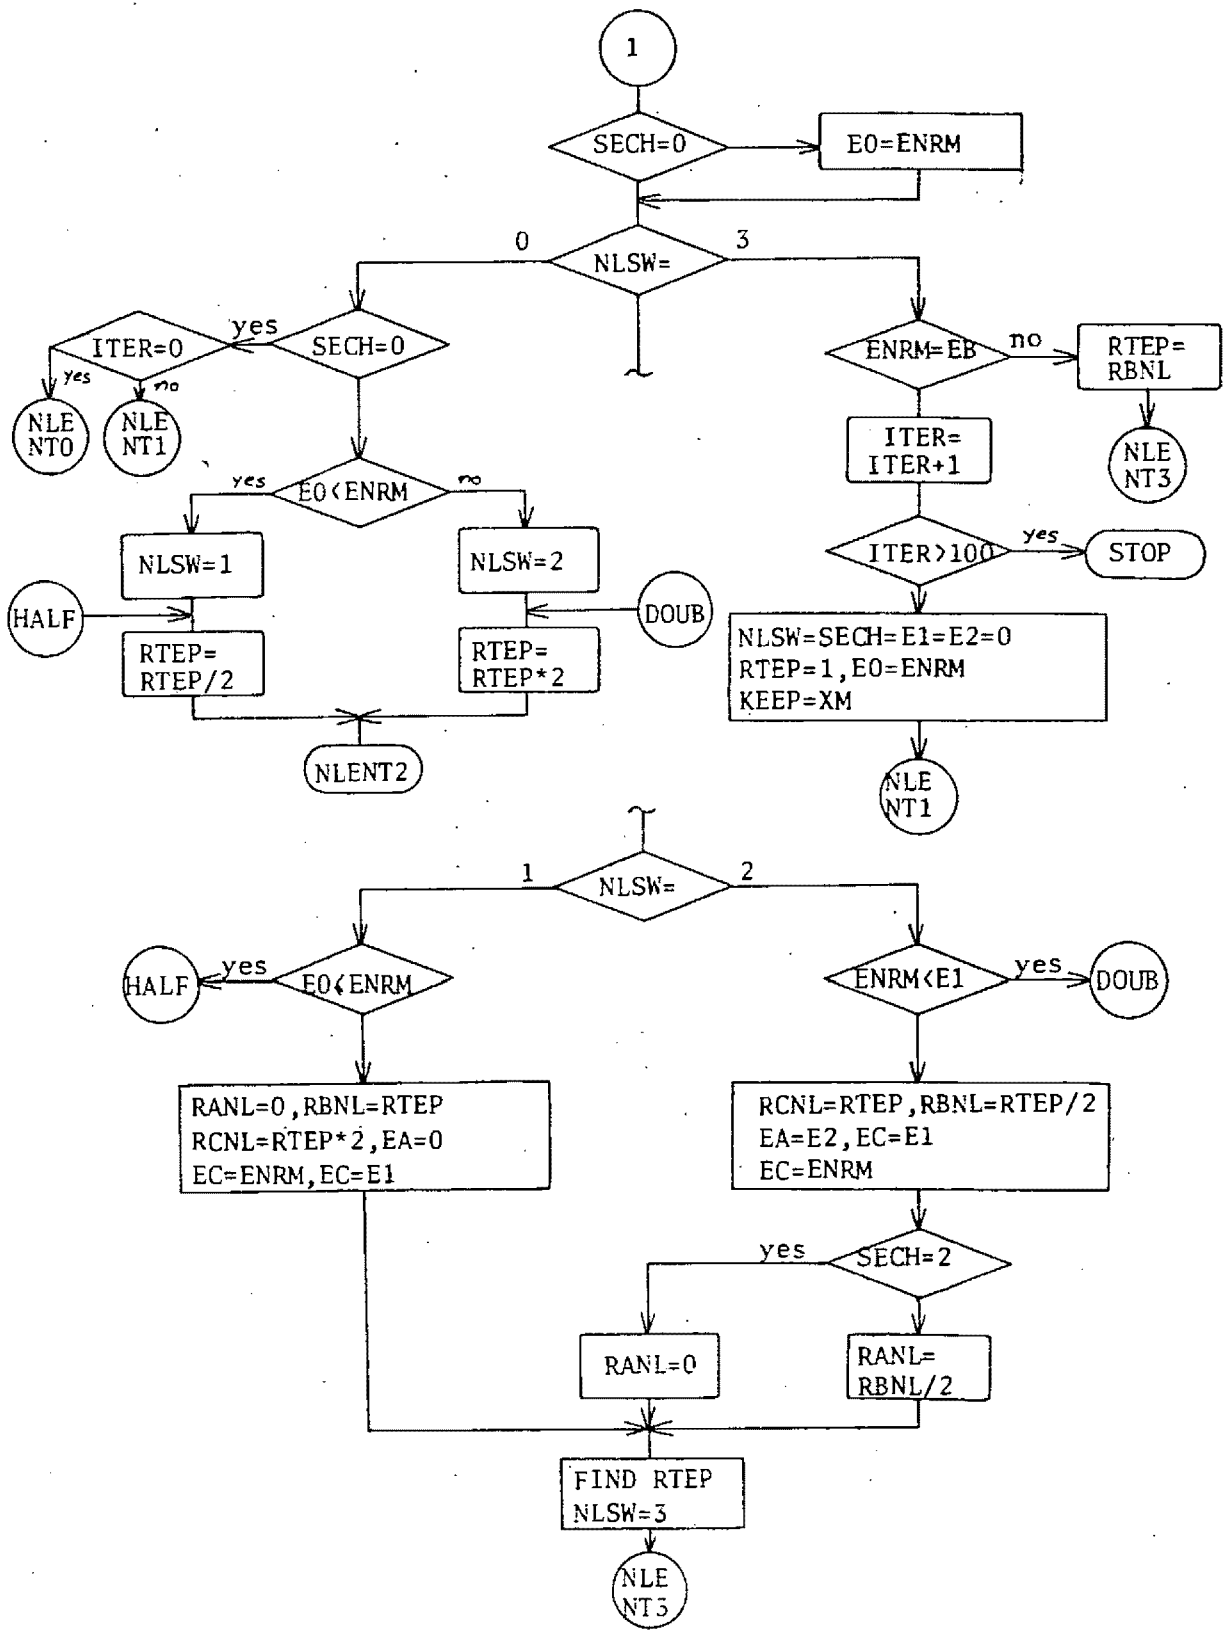 1
SECH=0
E0=ENRM
0
NLSW=
3
yes
ITER=0
SECH=0
ENRM=EB
no
RTEP=
RBNL
yes
no
NLE
NT0
NLE
NT1
ITER=
ITER+1
NLE
NT3
yes
E0<ENRM
no
NLSW=1
NLSW=2
ITER>100
yes
STOP
HALF
DOUB
RTEP=
RTEP/2
RTEP=
RTEP*2
NLSW=SECH=E1=E2=0
RTEP=1,E0=ENRM
KEEP=XM
NLENT2
NLE
NT1
1
NLSW=
2
HALF
yes
E0<ENRM
ENRM<E1
yes
DOUB
RANL=0,RBNL=RTEP
RCNL=RTEP*2,EA=0
EC=ENRM,EC=E1
RCNL=RTEP,RBNL=RTEP/2
EA=E2,EC=E1
EC=ENRM
yes
SECH=2
RANL=0
RANL=
RBNL/2
FIND RTEP
NLSW=3
NLE
NT3